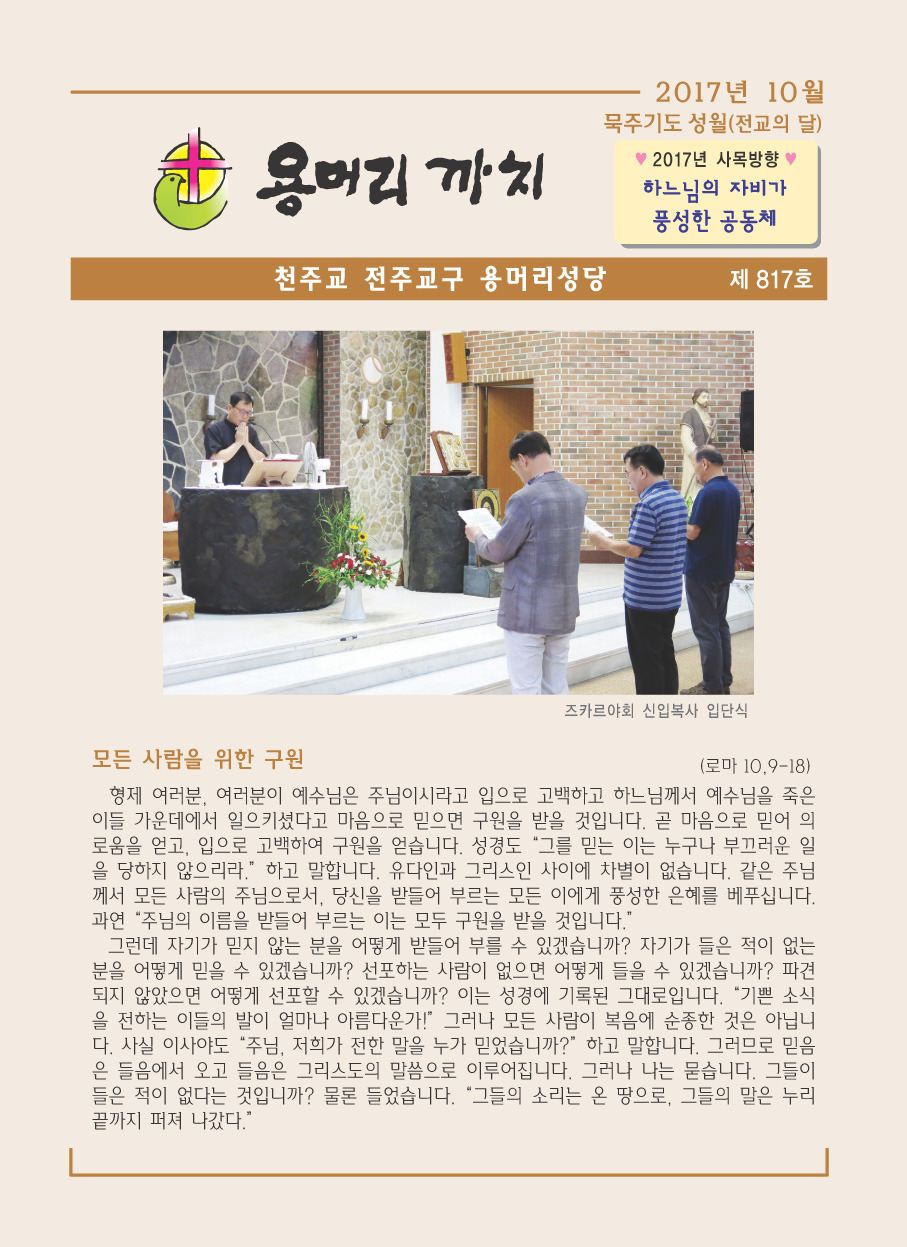 2017년 10월
묵주기도 성월(전교의 달)
용머리 까치
♥ 2017년 사목방향 ♥
하느님의 자비가
풍성한 공동체
천주교 전주교구 용머리성당 제 817호
즈카르야회 신입복사 입단식
모든 사람을 위한 구원 (로마 10,9-18)
형제 여러분, 여러분이 예수님은 주님이시라고 입으로 고백하고 하느님께서 예수님을 죽은
이들 가운데에서 일으키셨다고 마음으로 믿으면 구원을 받을 것입니다. 곧 마음으로 믿어 의
로움을 얻고, 입으로 고백하여 구원을 얻습니다. 성경도 “그를 믿는 이는 누구나 부끄러운 일
을 당하지 않으리라.” 하고 말합니다. 유다인과 그리스인 사이에 차별이 없습니다. 같은 주님
께서 모든 사람의 주님으로서, 당신을 받들어 부르는 모든 이에게 풍성한 은혜를 베푸십니다.
과연 “주님의 이름을 받들어 부르는 이는 모두 구원을 받을 것입니다.”
그런데 자기가 믿지 않는 분을 어떻게 받들어 부를 수 있겠습니까? 자기가 들은 적이 없는
분을 어떻게 믿을 수 있겠습니까? 선포하는 사람이 없으면 어떻게 들을 수 있겠습니까? 파견
되지 않았으면 어떻게 선포할 수 있겠습니까? 이는 성경에 기록된 그대로입니다. “기쁜 소식
을 전하는 이들의 발이 얼마나 아름다운가!” 그러나 모든 사람이 복음에 순종한 것은 아닙니
다. 사실 이사야도 “주님, 저희가 전한 말을 누가 믿었습니까?” 하고 말합니다. 그러므로 믿음
은 들음에서 오고 들음은 그리스도의 말씀으로 이루어집니다. 그러나 나는 묻습니다. 그들이
들은 적이 없다는 것입니까? 물론 들었습니다. “그들의 소리는 온 땅으로, 그들의 말은 누리
끝까지 퍼져 나갔다.”